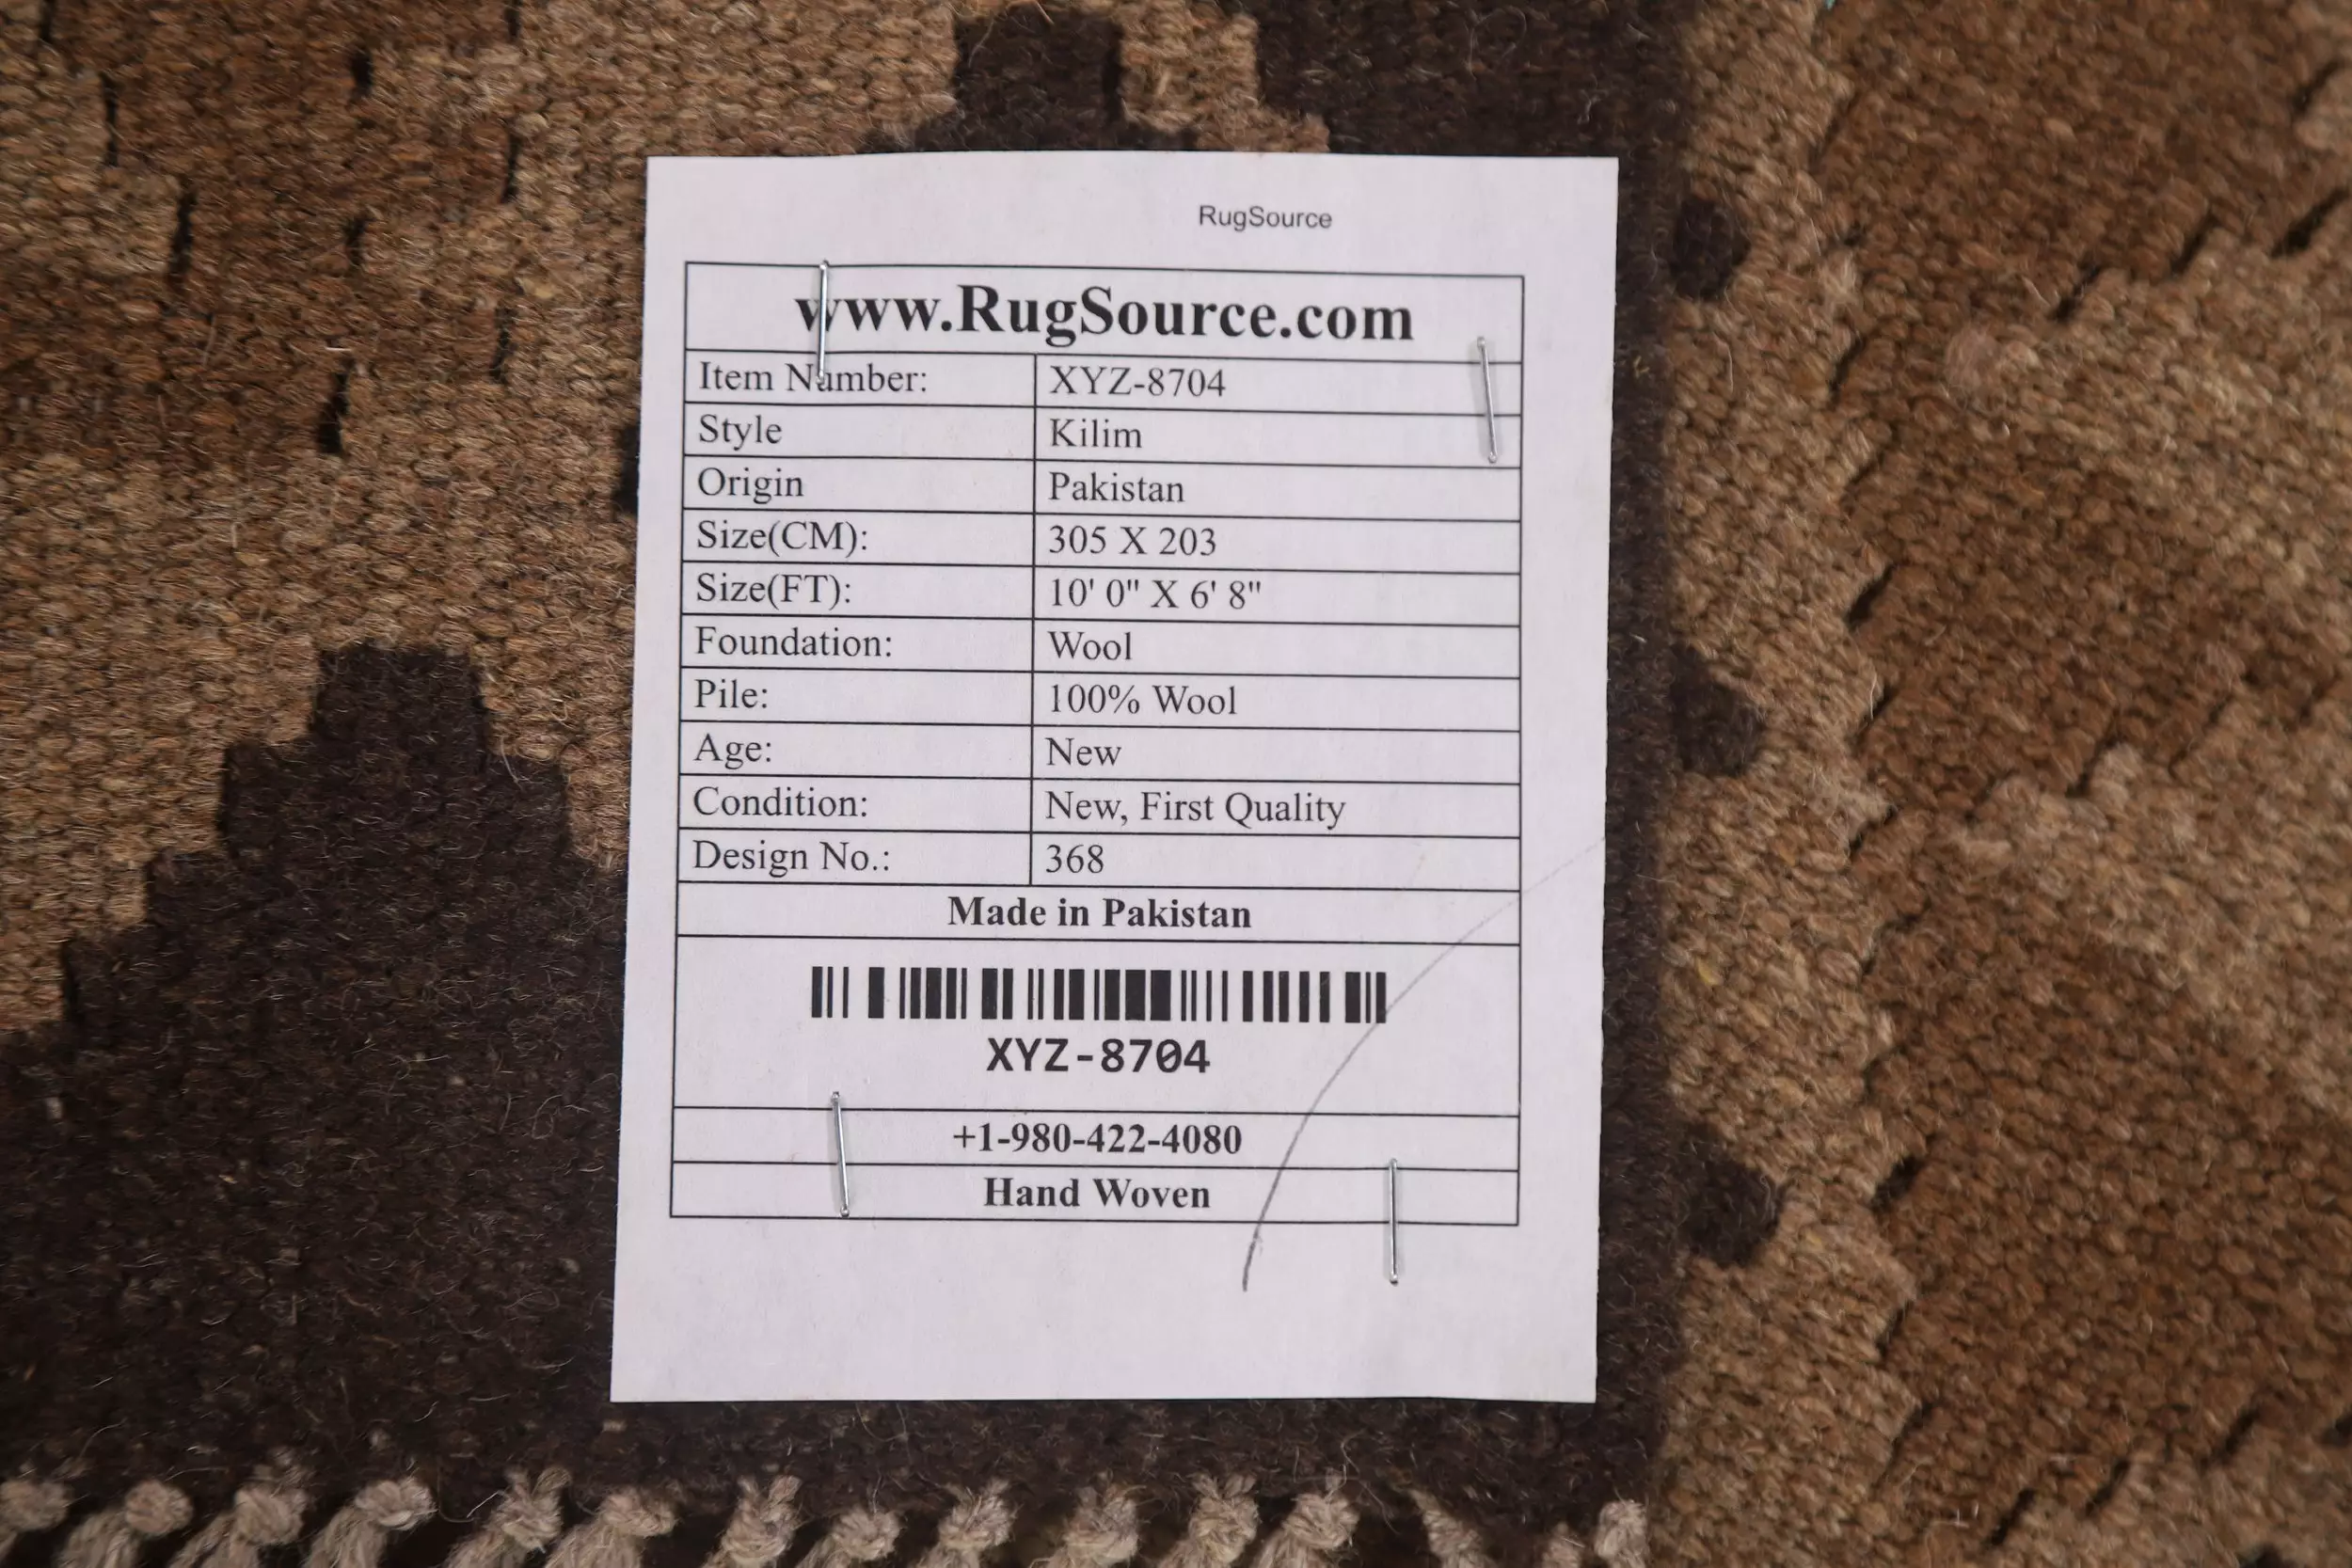 RugSource
www.RugSource.com
Item Number: XYZ-8704
Style Kilim
Origin Pakistan
Size(CM): 305 X 203
Size(FT): 10' 0" X 6' 8"
Foundation: Wool
Pile: 100% Wool
Age: New
Condition: New, First Quality
Design No.: 368
Made in Pakistan
XYZ-8704
+1-980-422-4080
Hand Woven